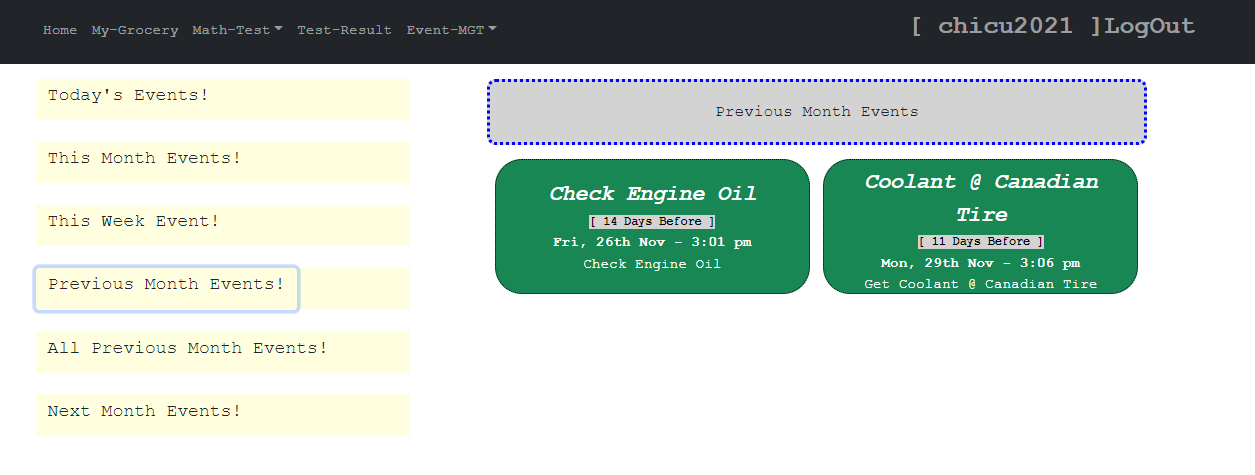 Home My-Grocery Math-Test Test-Result Event-MGT [ chicu2021 ]LogOut
Today's Events!
This Month Events!
This Week Event!
Previous Month Events!
All Previous Month Events!
Next Month Events!
Previous Month Events
Check Engine Oil
[ 14 Days Before ]
Fri, 26th Nov - 3:01 pm
Check Engine Oil
Coolant @ Canadian
Tire
[ 11 Days Before ]
Mon, 29th Nov - 3:06 pm
Get Coolant @ Canadian Tire